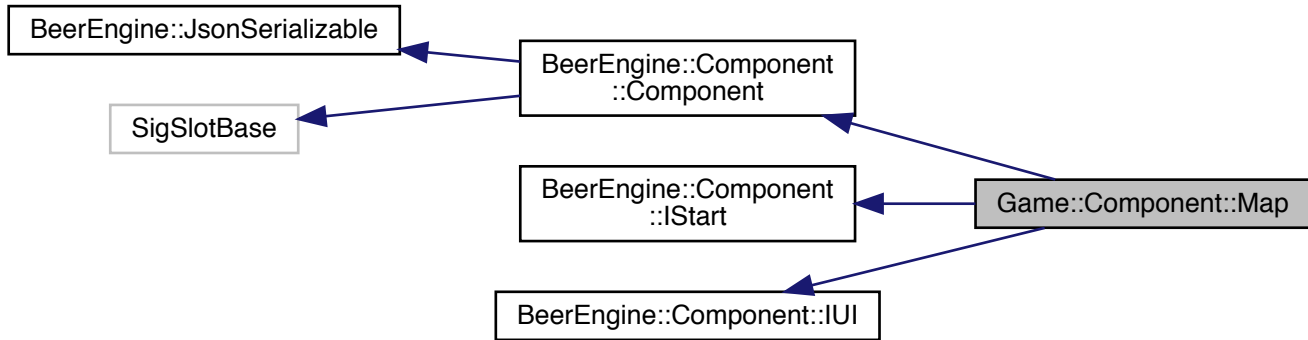 BeerEngine::JsonSerializable
SigSlotBase
BeerEngine::Component
::Component
BeerEngine::Component
::IStart
BeerEngine::Component::IUI
Game::Component::Map